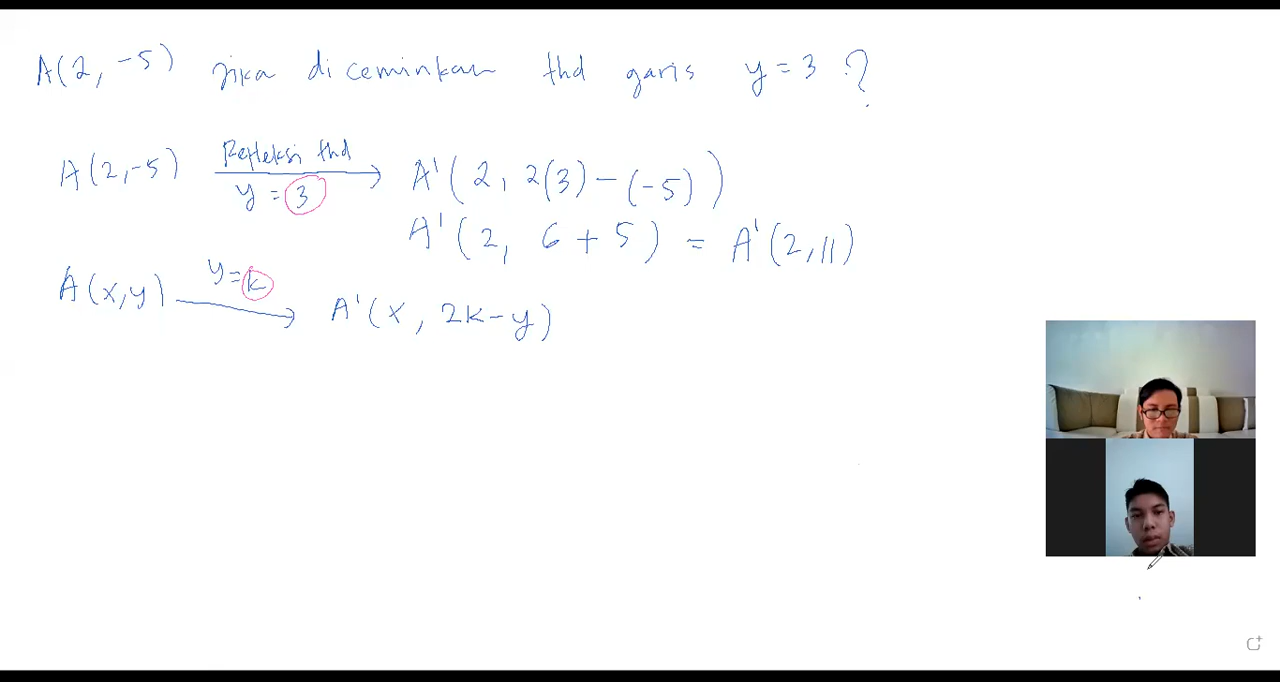 A(2, -5) jika diceminkan thd garis y = 3 ?
A(2, -5) Refleksi thd y = 3 → A'(2, 2(3) - (-5))
A'(2, 6 + 5) = A'(2, 11)
A(x, y) y = k → A'(x, 2k - y)